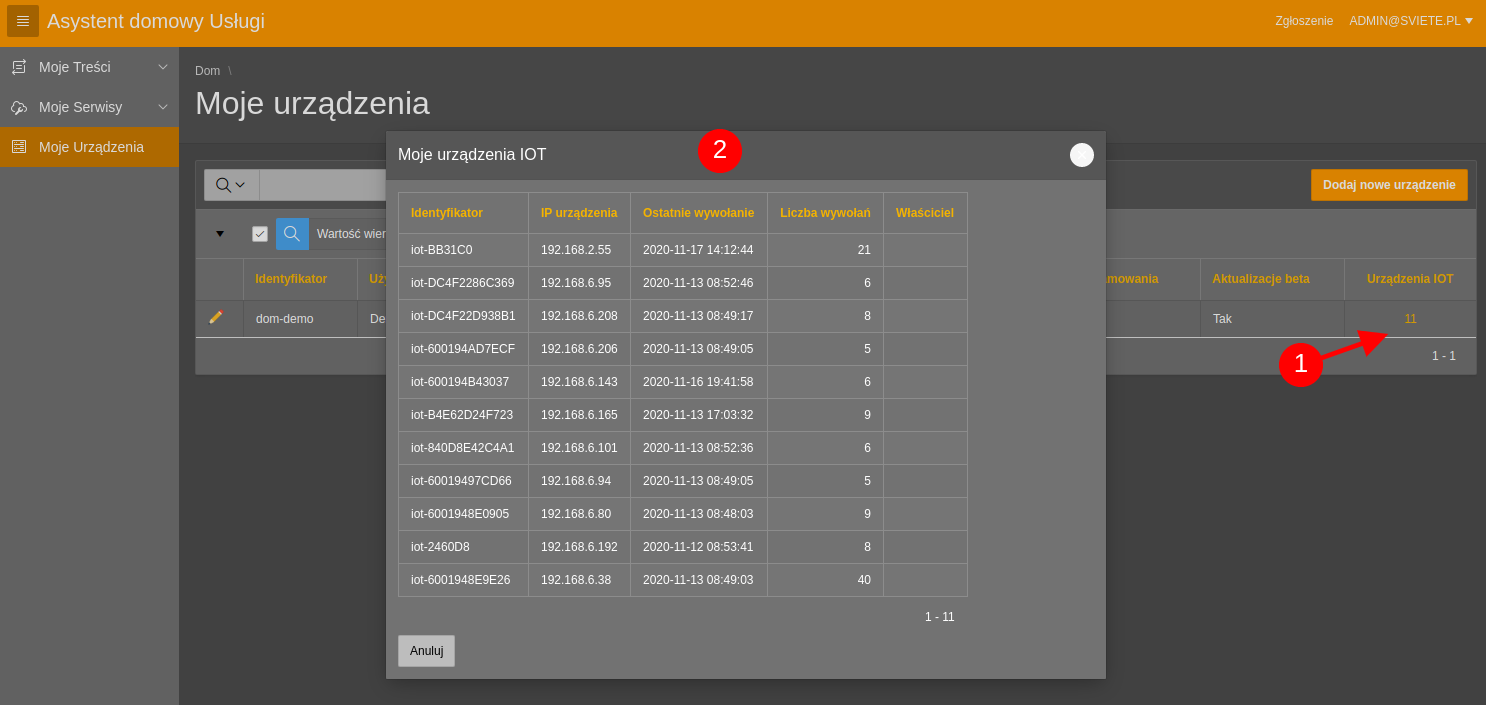 Asystent domowy Usługi
Zgłoszenie ADMIN@SVIETE.PL
Moje Treści
Moje Serwisy
Moje Urządzenia
Dom \
Moje urządzenia
Dodaj nowe urządzenie
Wartość wier
Identyfikator Uży mowania Aktualizacje beta Urządzenia IOT
dom-demo De Tak 11
1 - 1
1
2
Moje urządzenia IOT
Identyfikator IP urządzenia Ostatnie wywołanie Liczba wywołań Właściciel
iot-BB31C0 192.168.2.55 2020-11-17 14:12:44 21
iot-DC4F2286C369 192.168.6.95 2020-11-13 08:52:46 6
iot-DC4F22D938B1 192.168.6.208 2020-11-13 08:49:17 8
iot-600194AD7ECF 192.168.6.206 2020-11-13 08:49:05 5
iot-600194B43037 192.168.6.143 2020-11-16 19:41:58 6
iot-B4E62D24F723 192.168.6.165 2020-11-13 17:03:32 9
iot-840D8E42C4A1 192.168.6.101 2020-11-13 08:52:36 6
iot-60019497CD66 192.168.6.94 2020-11-13 08:49:05 5
iot-6001948E0905 192.168.6.80 2020-11-13 08:48:03 9
iot-2460D8 192.168.6.192 2020-11-12 08:53:41 8
iot-6001948E9E26 192.168.6.38 2020-11-13 08:49:03 40
1 - 11
Anuluj